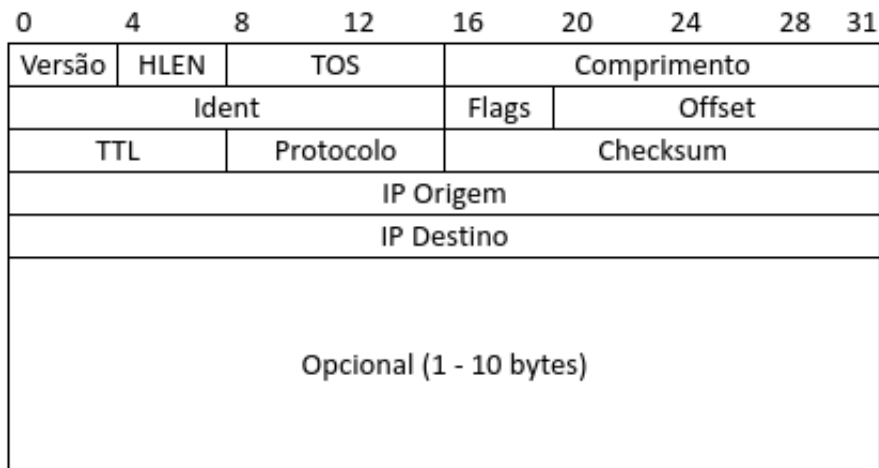 0 4 8 12 16 20 24 28 31
Versão HLEN TOS Comprimento
Ident Flags Offset
TTL Protocolo Checksum
IP Origem
IP Destino
Opcional (1 - 10 bytes)